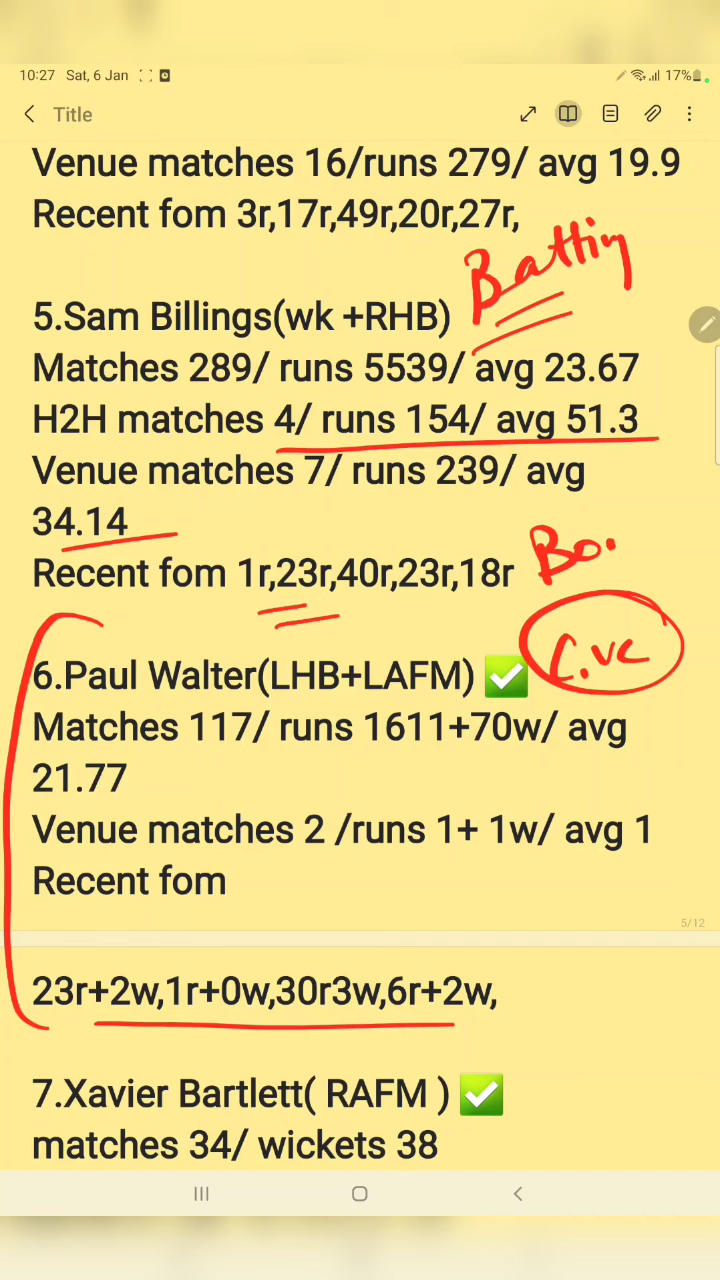 10:27 Sat, 6 Jan 17%
Title
Venue matches 16/runs 279/ avg 19.9
Recent fom 3r,17r,49r,20r,27r,
Batting
5.Sam Billings(wk +RHB)
Matches 289/ runs 5539/ avg 23.67
H2H matches 4/ runs 154/ avg 51.3
Venue matches 7/ runs 239/ avg
34.14
Recent fom 1r,23r,40r,23r,18r
Bo.
C.vc
6.Paul Walter(LHB+LAFM) ✅
Matches 117/ runs 1611+70w/ avg
21.77
Venue matches 2 /runs 1+ 1w/ avg 1
Recent fom
5/12
23r+2w,1r+0w,30r3w,6r+2w,
7.Xavier Bartlett( RAFM ) ✅
matches 34/ wickets 38